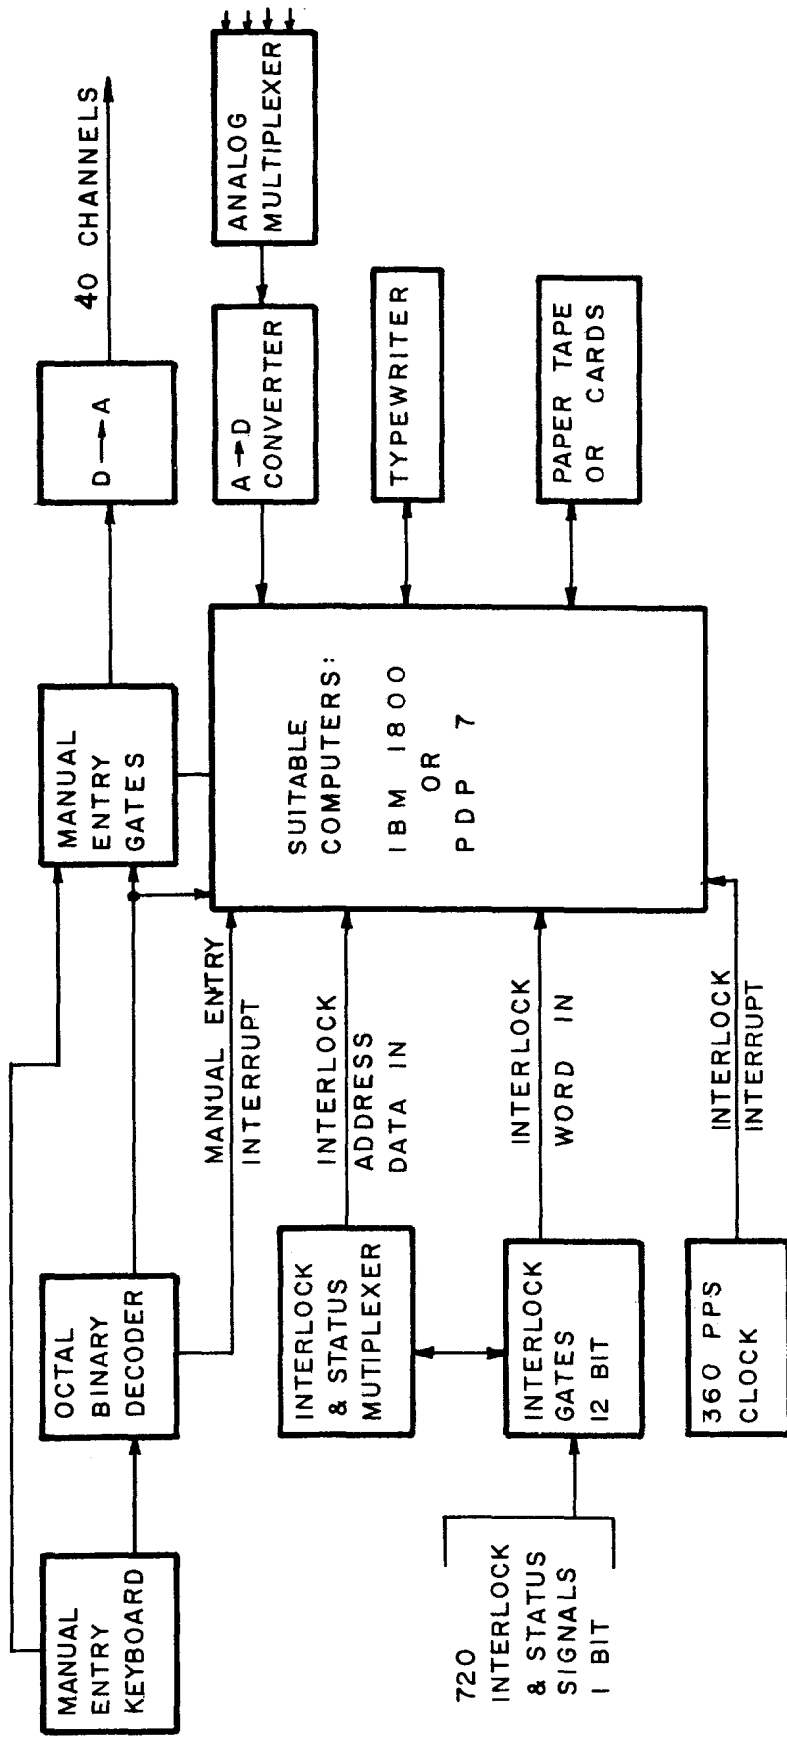 MANUAL
ENTRY
KEYBOARD
OCTAL
BINARY
DECODER
MANUAL
ENTRY
GATES
D → A
40 CHANNELS
MANUAL ENTRY
INTERRUPT
A → D
CONVERTER
ANALOG
MULTIPLEXER
INTERLOCK
& STATUS
MUTIPLEXER
INTERLOCK
ADDRESS
DATA IN
SUITABLE
COMPUTERS:
IBM 1800
OR
PDP 7
TYPEWRITER
720
INTERLOCK
& STATUS
SIGNALS
1 BIT
INTERLOCK
GATES
12 BIT
INTERLOCK
WORD IN
PAPER TAPE
OR CARDS
360 PPS
CLOCK
INTERLOCK
INTERRUPT